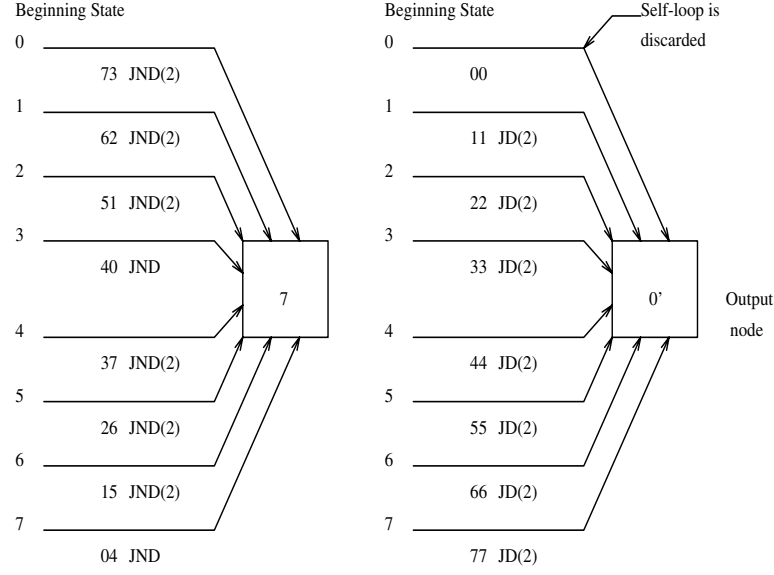 Beginning State
0
73 JND(2)
1
62 JND(2)
2
51 JND(2)
3
40 JND
7
4
37 JND(2)
5
26 JND(2)
6
15 JND(2)
7
04 JND
Beginning State
Self-loop is
discarded
0
00
1
11 JD(2)
2
22 JD(2)
3
33 JD(2)
0’
Output
node
4
44 JD(2)
5
55 JD(2)
6
66 JD(2)
7
77 JD(2)